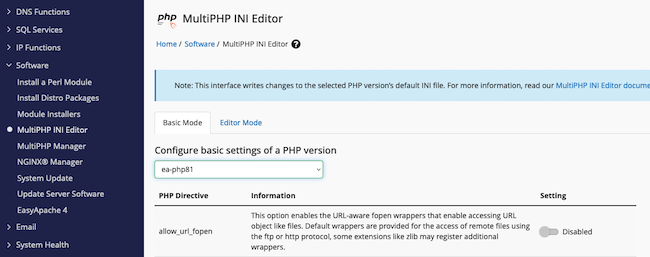 DNS Functions
SQL Services
IP Functions
Software
Install a Perl Module
Install Distro Packages
Module Installers
MultiPHP INI Editor
MultiPHP Manager
NGINX® Manager
System Update
Update Server Software
EasyApache 4
Email
System Health
php MultiPHP INI Editor
Home / Software / MultiPHP INI Editor ?
Note: This interface writes changes to the selected PHP version's default INI file. For more information, read our MultiPHP INI Editor docume
Basic Mode Editor Mode
Configure basic settings of a PHP version
ea-php81
PHP Directive Information Setting
allow_url_fopen
This option enables the URL-aware fopen wrappers that enable accessing URL
object like files. Default wrappers are provided for the access of remote files using
the ftp or http protocol, some extensions like zlib may register additional
wrappers.
Disabled